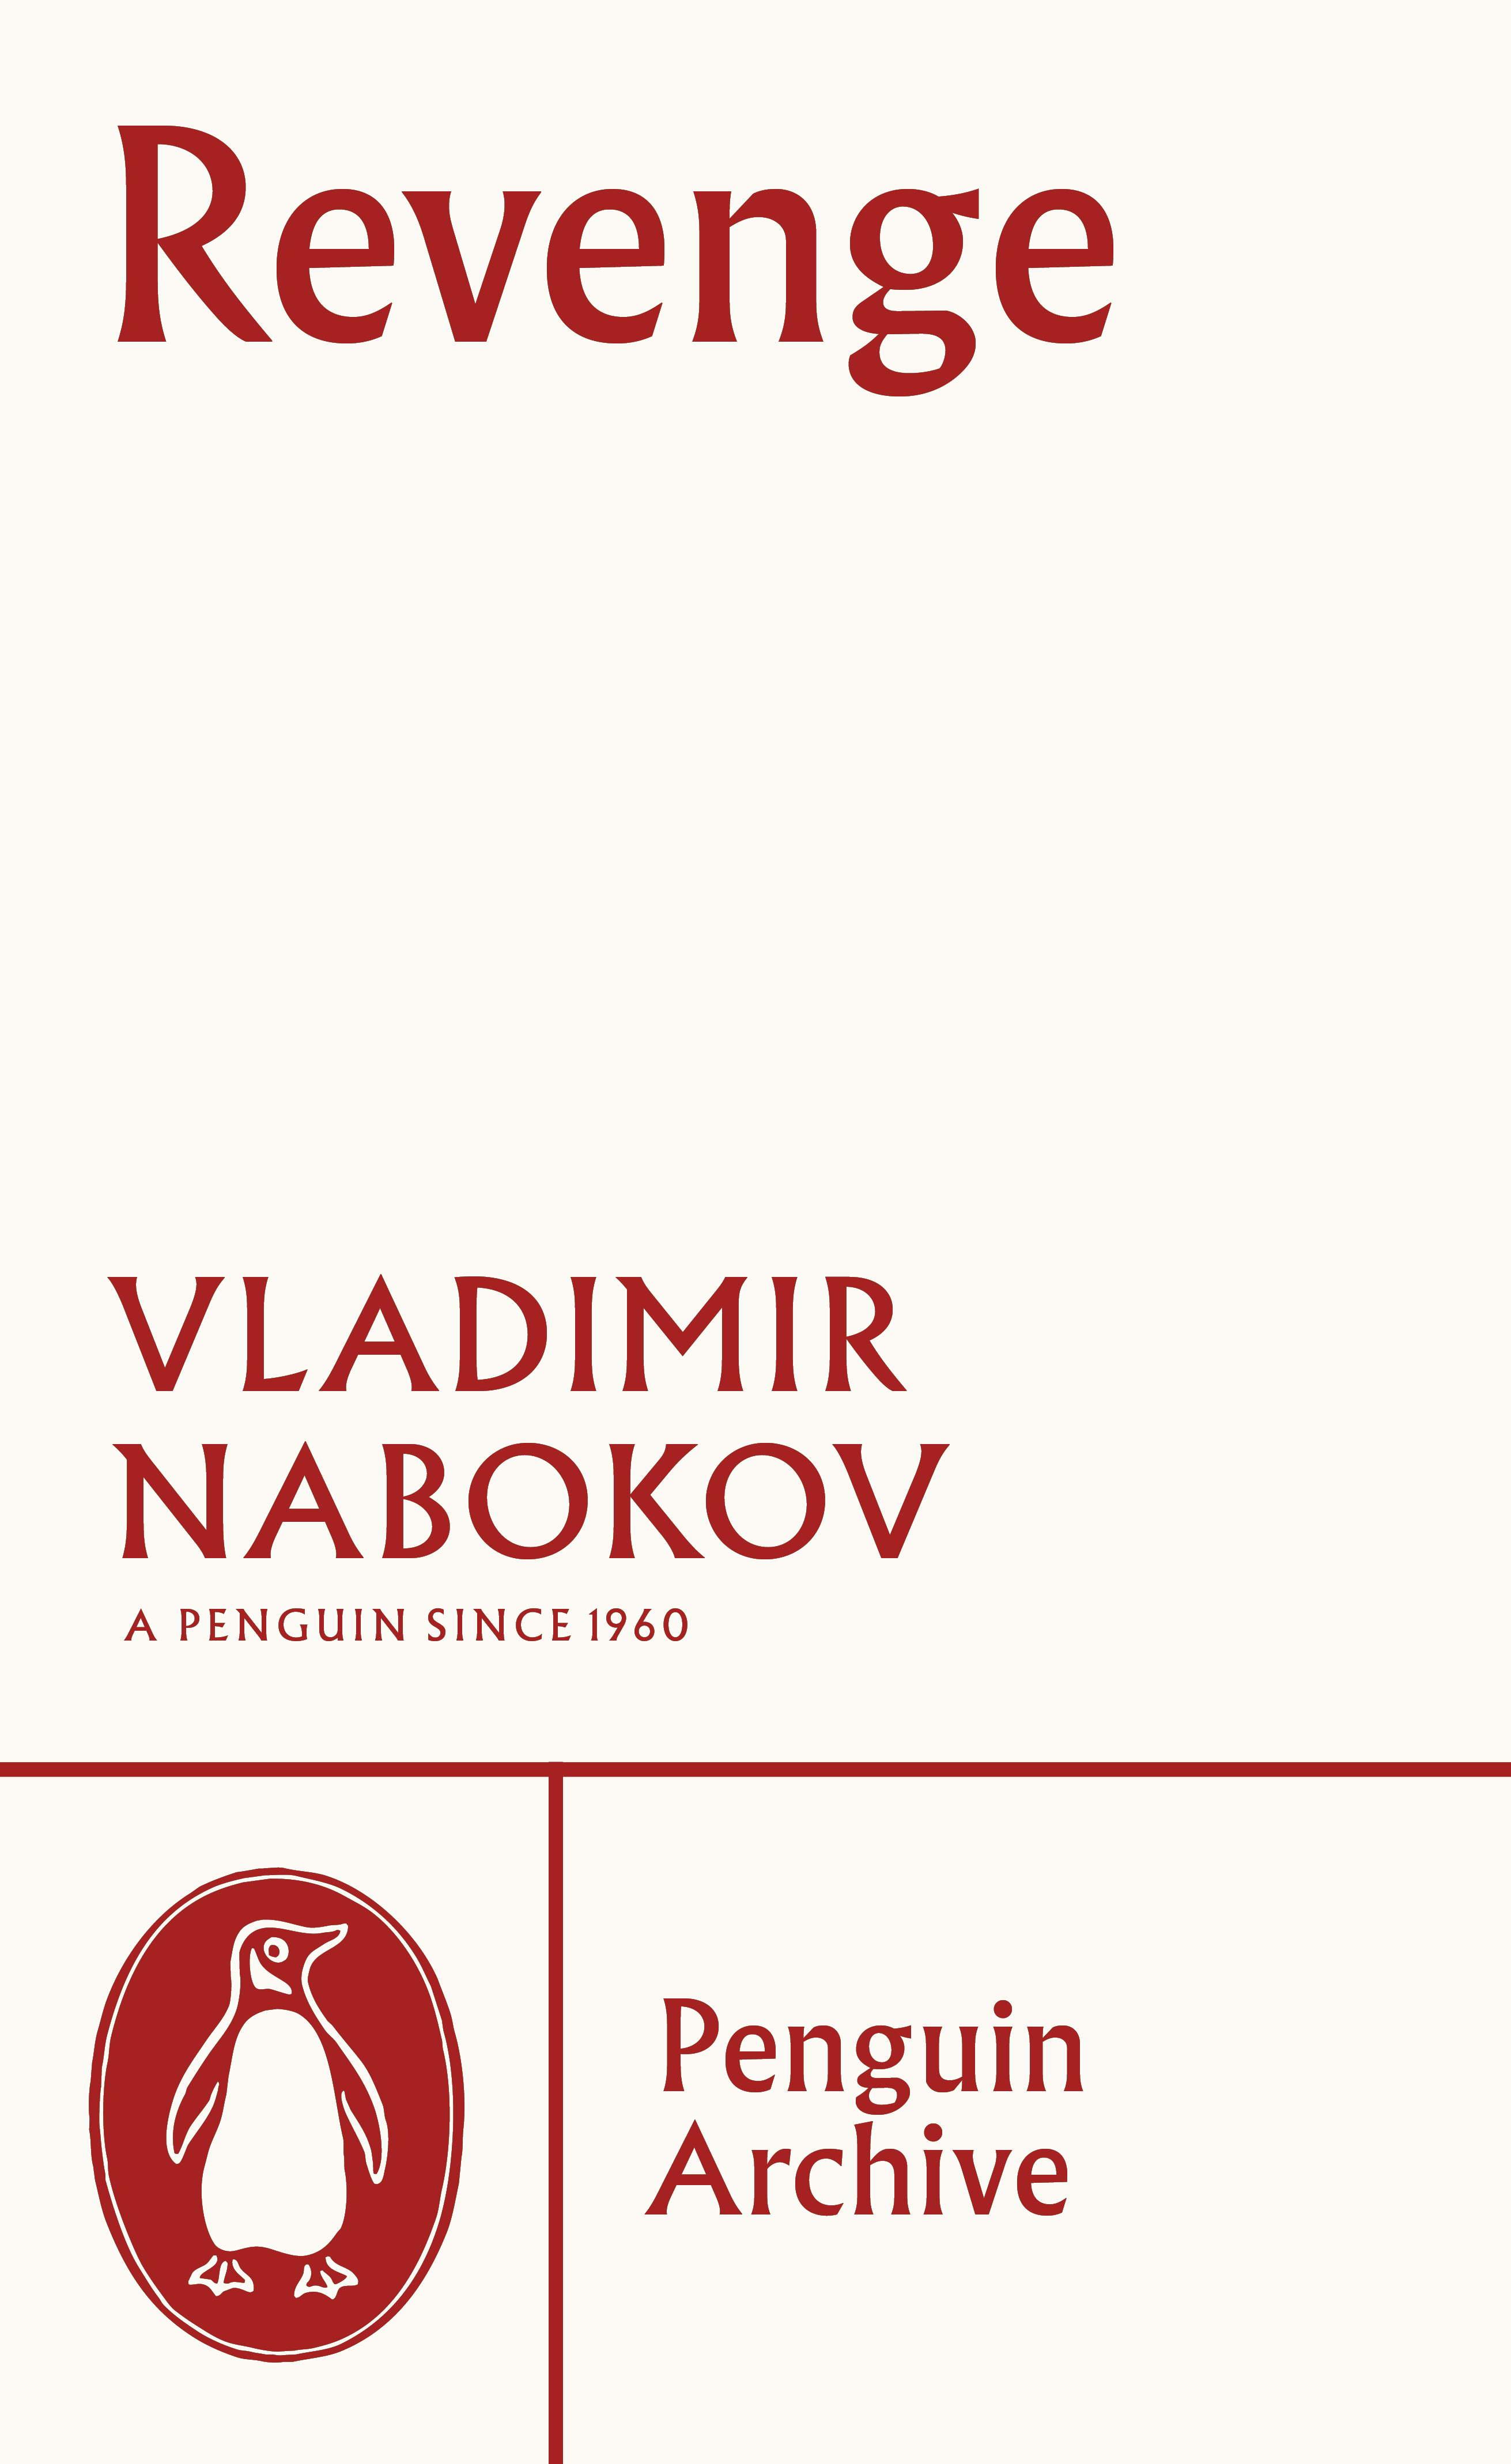 Revenge
VLADIMIR
NABOKOV
A PENGUIN SINCE 1960
Penguin
Archive